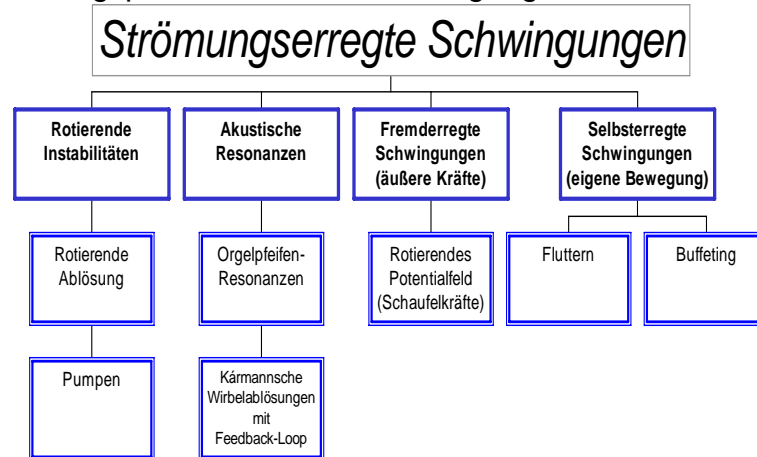 Strömungserregte Schwingungen
Rotierende
Instabilitäten
Akustische
Resonanzen
Fremderregte
Schwingungen
(äußere Kräfte)
Selbsterregte
Schwingungen
(eigene Bewegung)
Rotierende
Ablösung
Orgelpfeifen-
Resonanzen
Rotierendes
Potentialfeld
(Schaufelkräfte)
Fluttern
Buffeting
Pumpen
Kármannsche
Wirbelablösungen
mit
Feedback-Loop